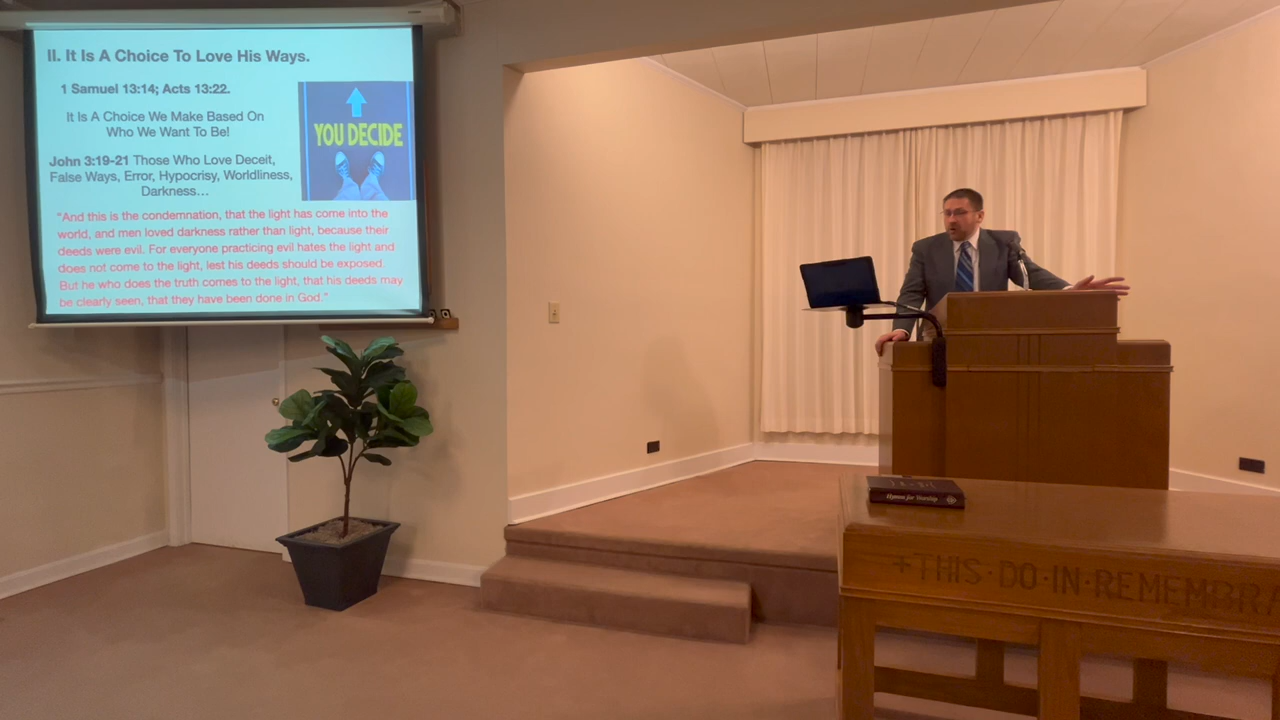 II. It Is A Choice To Love His Ways.
1 Samuel 13:14; Acts 13:22.
It Is A Choice We Make Based On
Who We Want To Be!
YOU DECIDE
John 3:19-21 Those Who Love Deceit,
False Ways, Error, Hypocrisy, Worldliness,
Darkness…
“And this is the condemnation, that the light has come into the
world, and men loved darkness rather than light, because their
deeds were evil. For everyone practicing evil hates the light and
does not come to the light, lest his deeds should be exposed.
But he who does the truth comes to the light, that his deeds may
be clearly seen, that they have been done in God.”
Hymns for Worship
+THIS·DO·IN·REMEMBRA